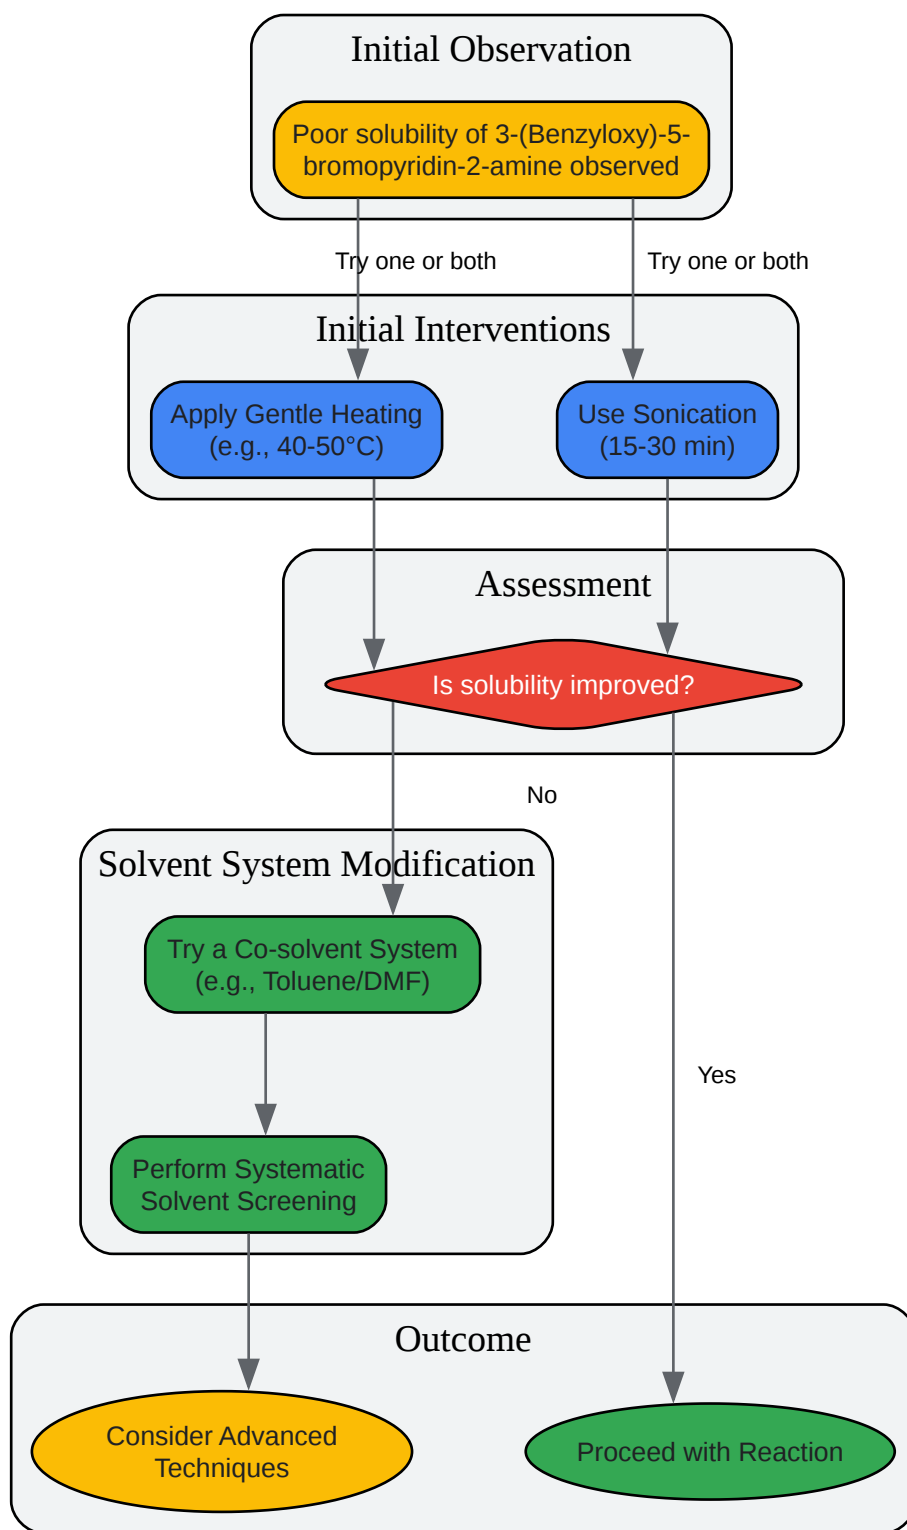 Initial Observation
Poor solubility of 3-(Benzyloxy)-5-
bromopyridin-2-amine observed
Try one or both
Try one or both
Initial Interventions
Apply Gentle Heating
(e.g., 40-50°C)
Use Sonication
(15-30 min)
Assessment
Is solubility improved?
No
Solvent System Modification
Try a Co-solvent System
(e.g., Toluene/DMF)
Yes
Perform Systematic
Solvent Screening
Outcome
Consider Advanced
Techniques
Proceed with Reaction